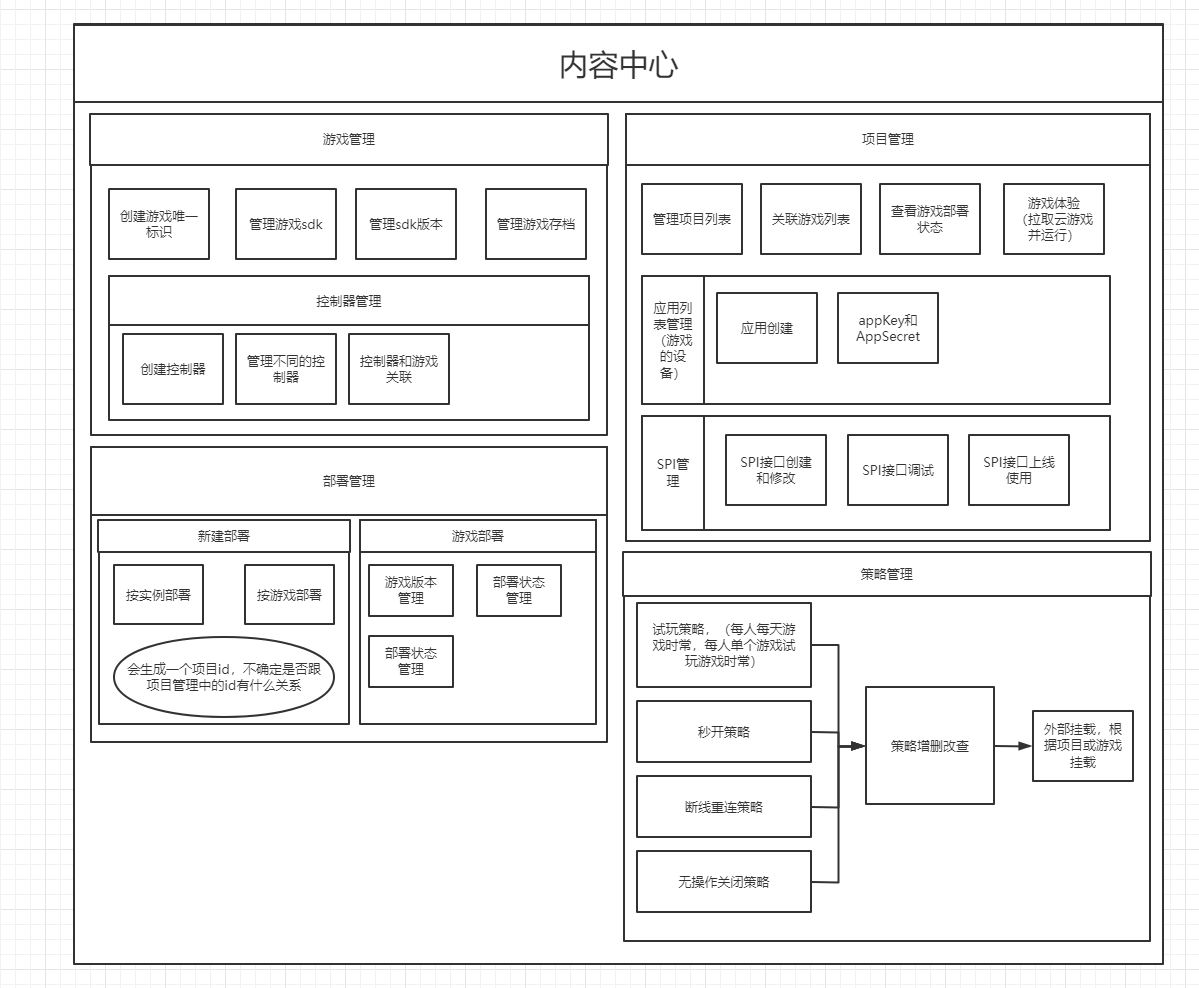 内容中心
游戏管理
创建游戏唯一
标识
管理游戏sdk
管理sdk版本
管理游戏存档
控制器管理
创建控制器
管理不同的控
制器
控制器和游戏
关联
部署管理
新建部署
按实例部署
按游戏部署
会生成一个项目id，不确定是否跟
项目管理中的id有什么关系
游戏部署
游戏版本
管理
部署状态
管理
部署状态
管理
项目管理
管理项目列表
关联游戏列表
查看游戏部署
状态
游戏体验
（拉取云游戏
并运行）
应用列
表管理
（游戏
的设
备）
应用创建
appKey和
AppSecret
SPI管
理
SPI接口创建
和修改
SPI接口调试
SPI接口上线
使用
策略管理
试玩策略，（每人每天游
戏时常，每人单个游戏试
玩游戏时常）
秒开策略
断线重连策略
无操作关闭策略
策略增删改查
外部挂载，根
据项目或游戏
挂载